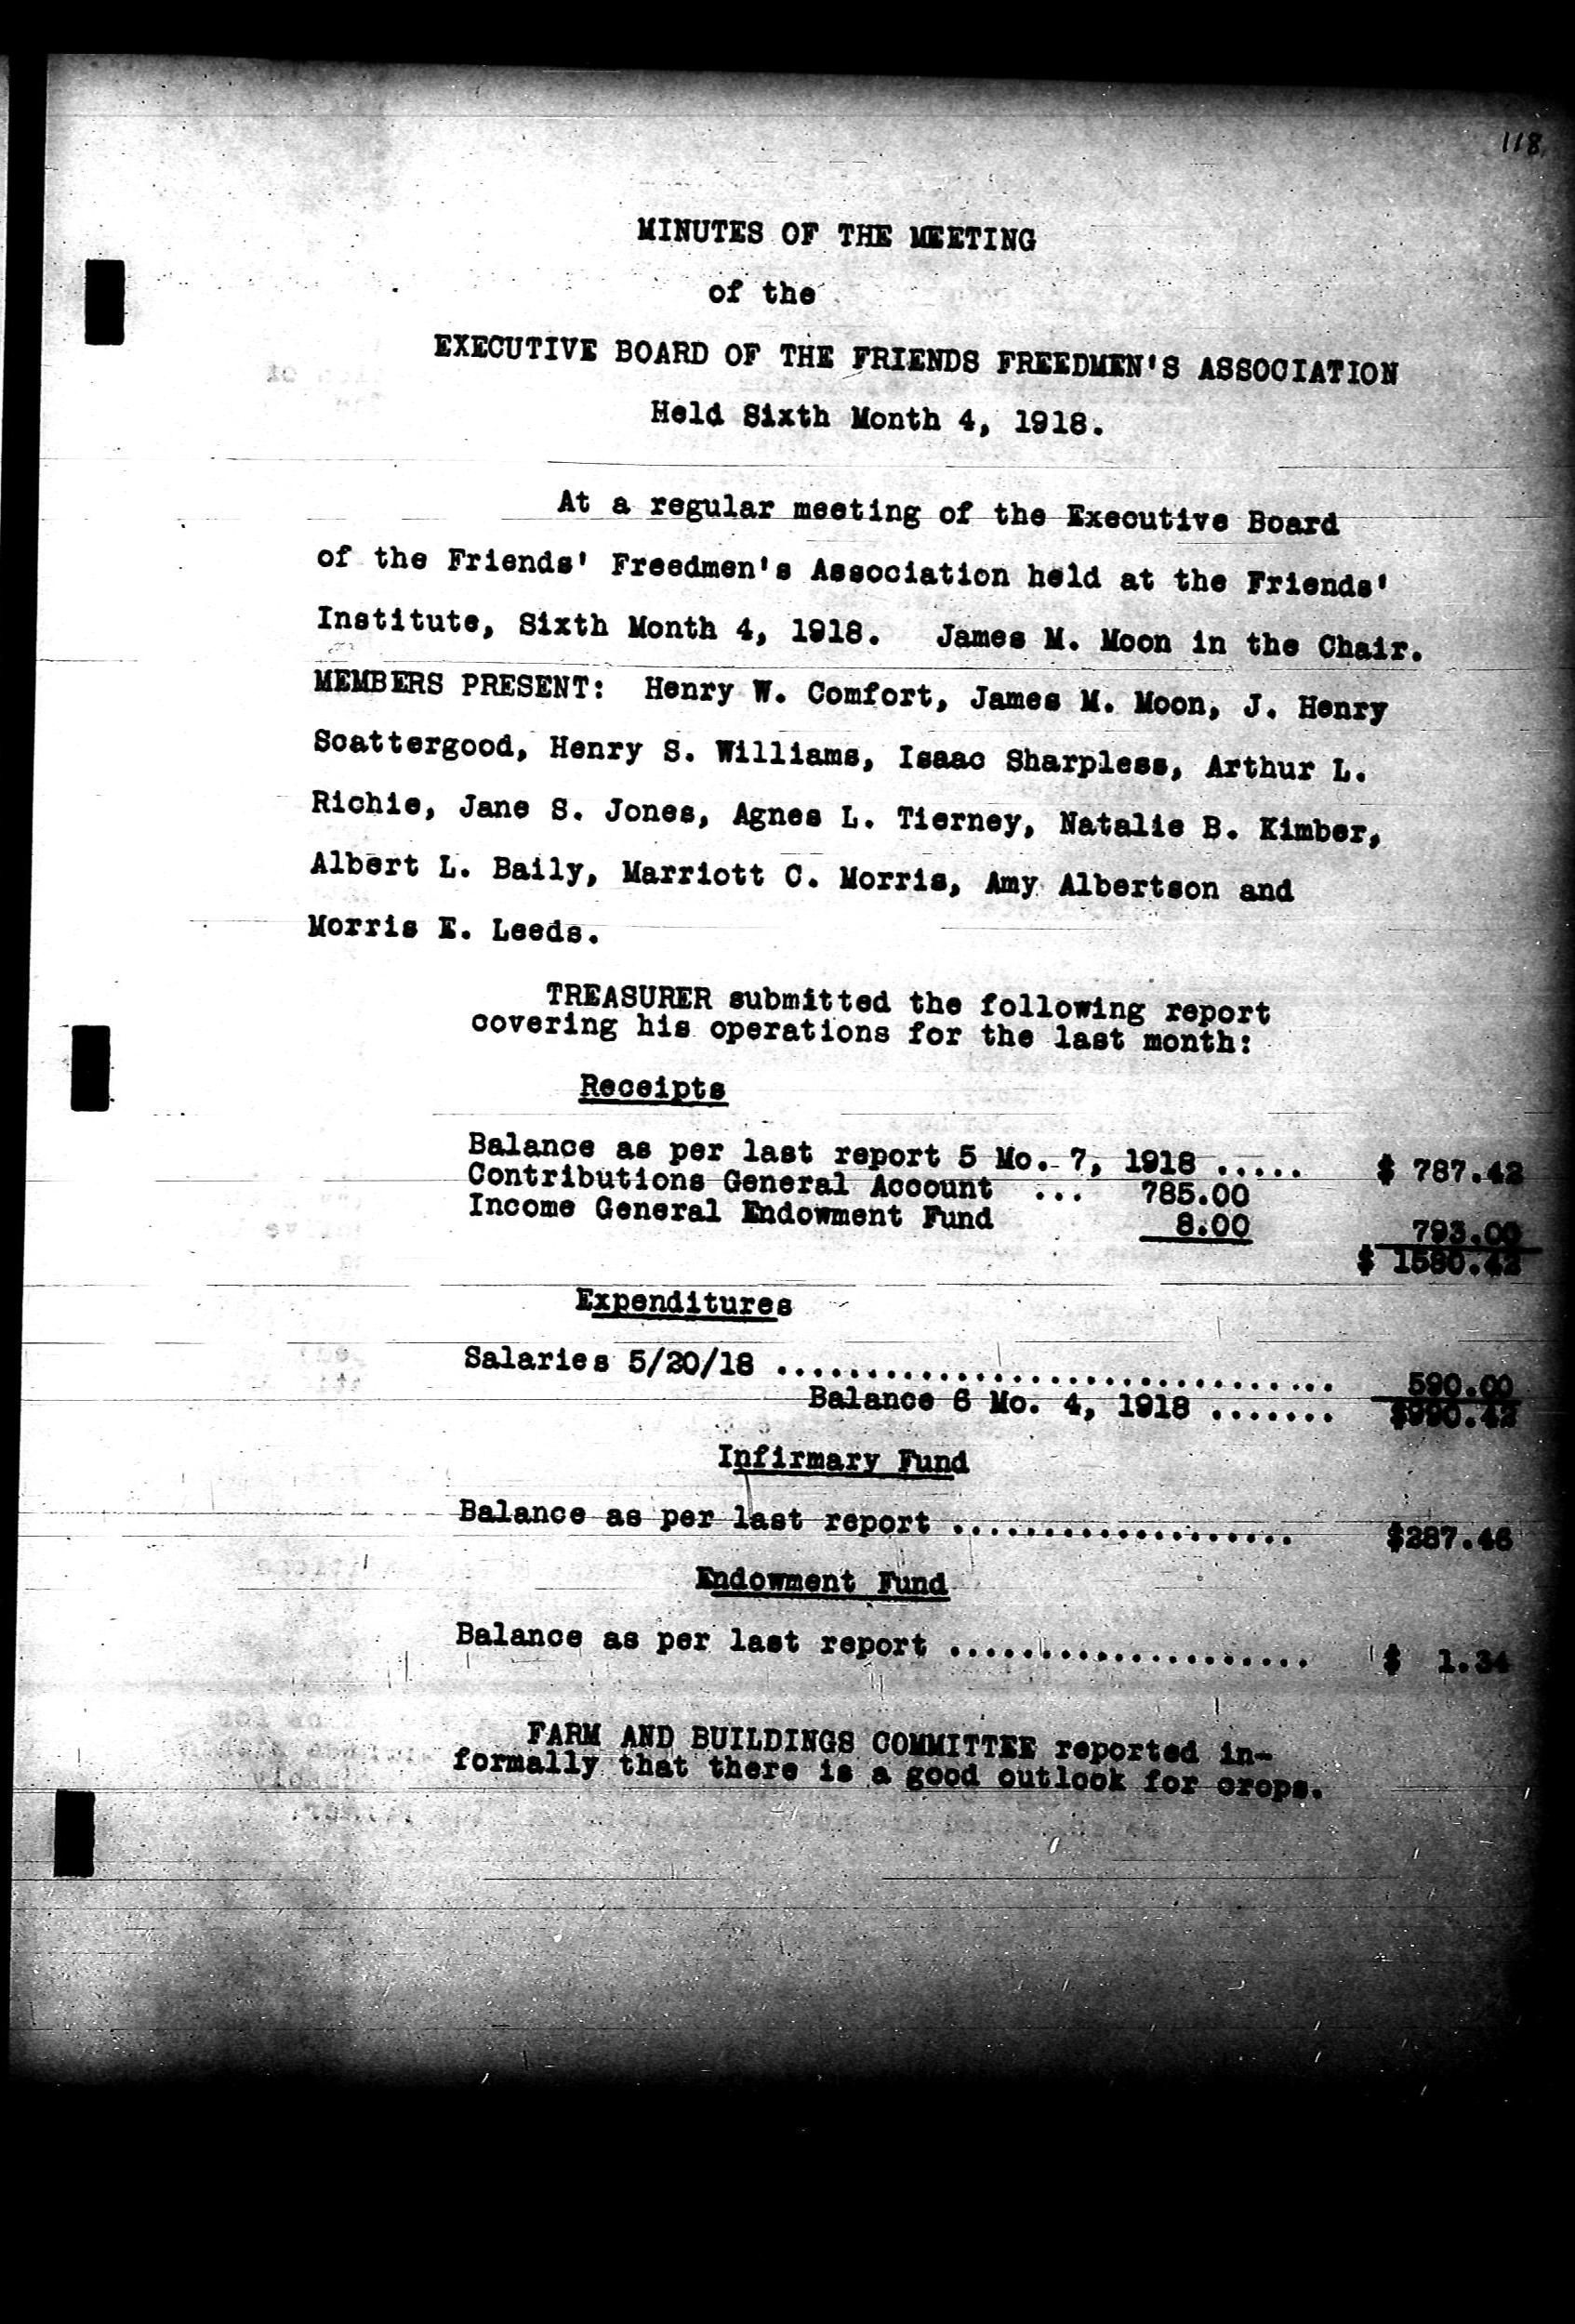 118
MINUTES OF THE MEETING
of the
EXECUTIVE BOARD OF THE FRIENDS FREEDMEN'S ASSOCIATION
Held Sixth Month 4, 1918.
At a regular meeting of the Executive Board
of the Friends' Freedmen's Association held at the Friends'
Institute, Sixth Month 4, 1918. James M. Moon in the Chair.
MEMBERS PRESENT: Henry W. Comfort, James M. Moon, J. Henry
Scattergood, Henry S. Williams, Isaac Sharpless, Arthur L.
Richie, Jane S. Jones, Agnes L. Tierney, Natalie B. Kimber,
Albert L. Baily, Marriott C. Morris, Amy Albertson and
Morris E. Leeds.
TREASURER submitted the following report
covering his operations for the last month:
Receipts
Balance as per last report 5 Mo. 7, 1918 ..... $ 787.42
Contributions General Account ... 785.00
Income General Endowment Fund 8.00 793.00
$ 1580.42
Expenditures
Salaries 5/20/18 ................................ 590.00
Balance 6 Mo. 4, 1918 ....... $990.42
Infirmary Fund
Balance as per last report ................... $287.46
Endowment Fund
Balance as per last report .................... $ 1.34
FARM AND BUILDINGS COMMITTEE reported in-
formally that there is a good outlook for crops.